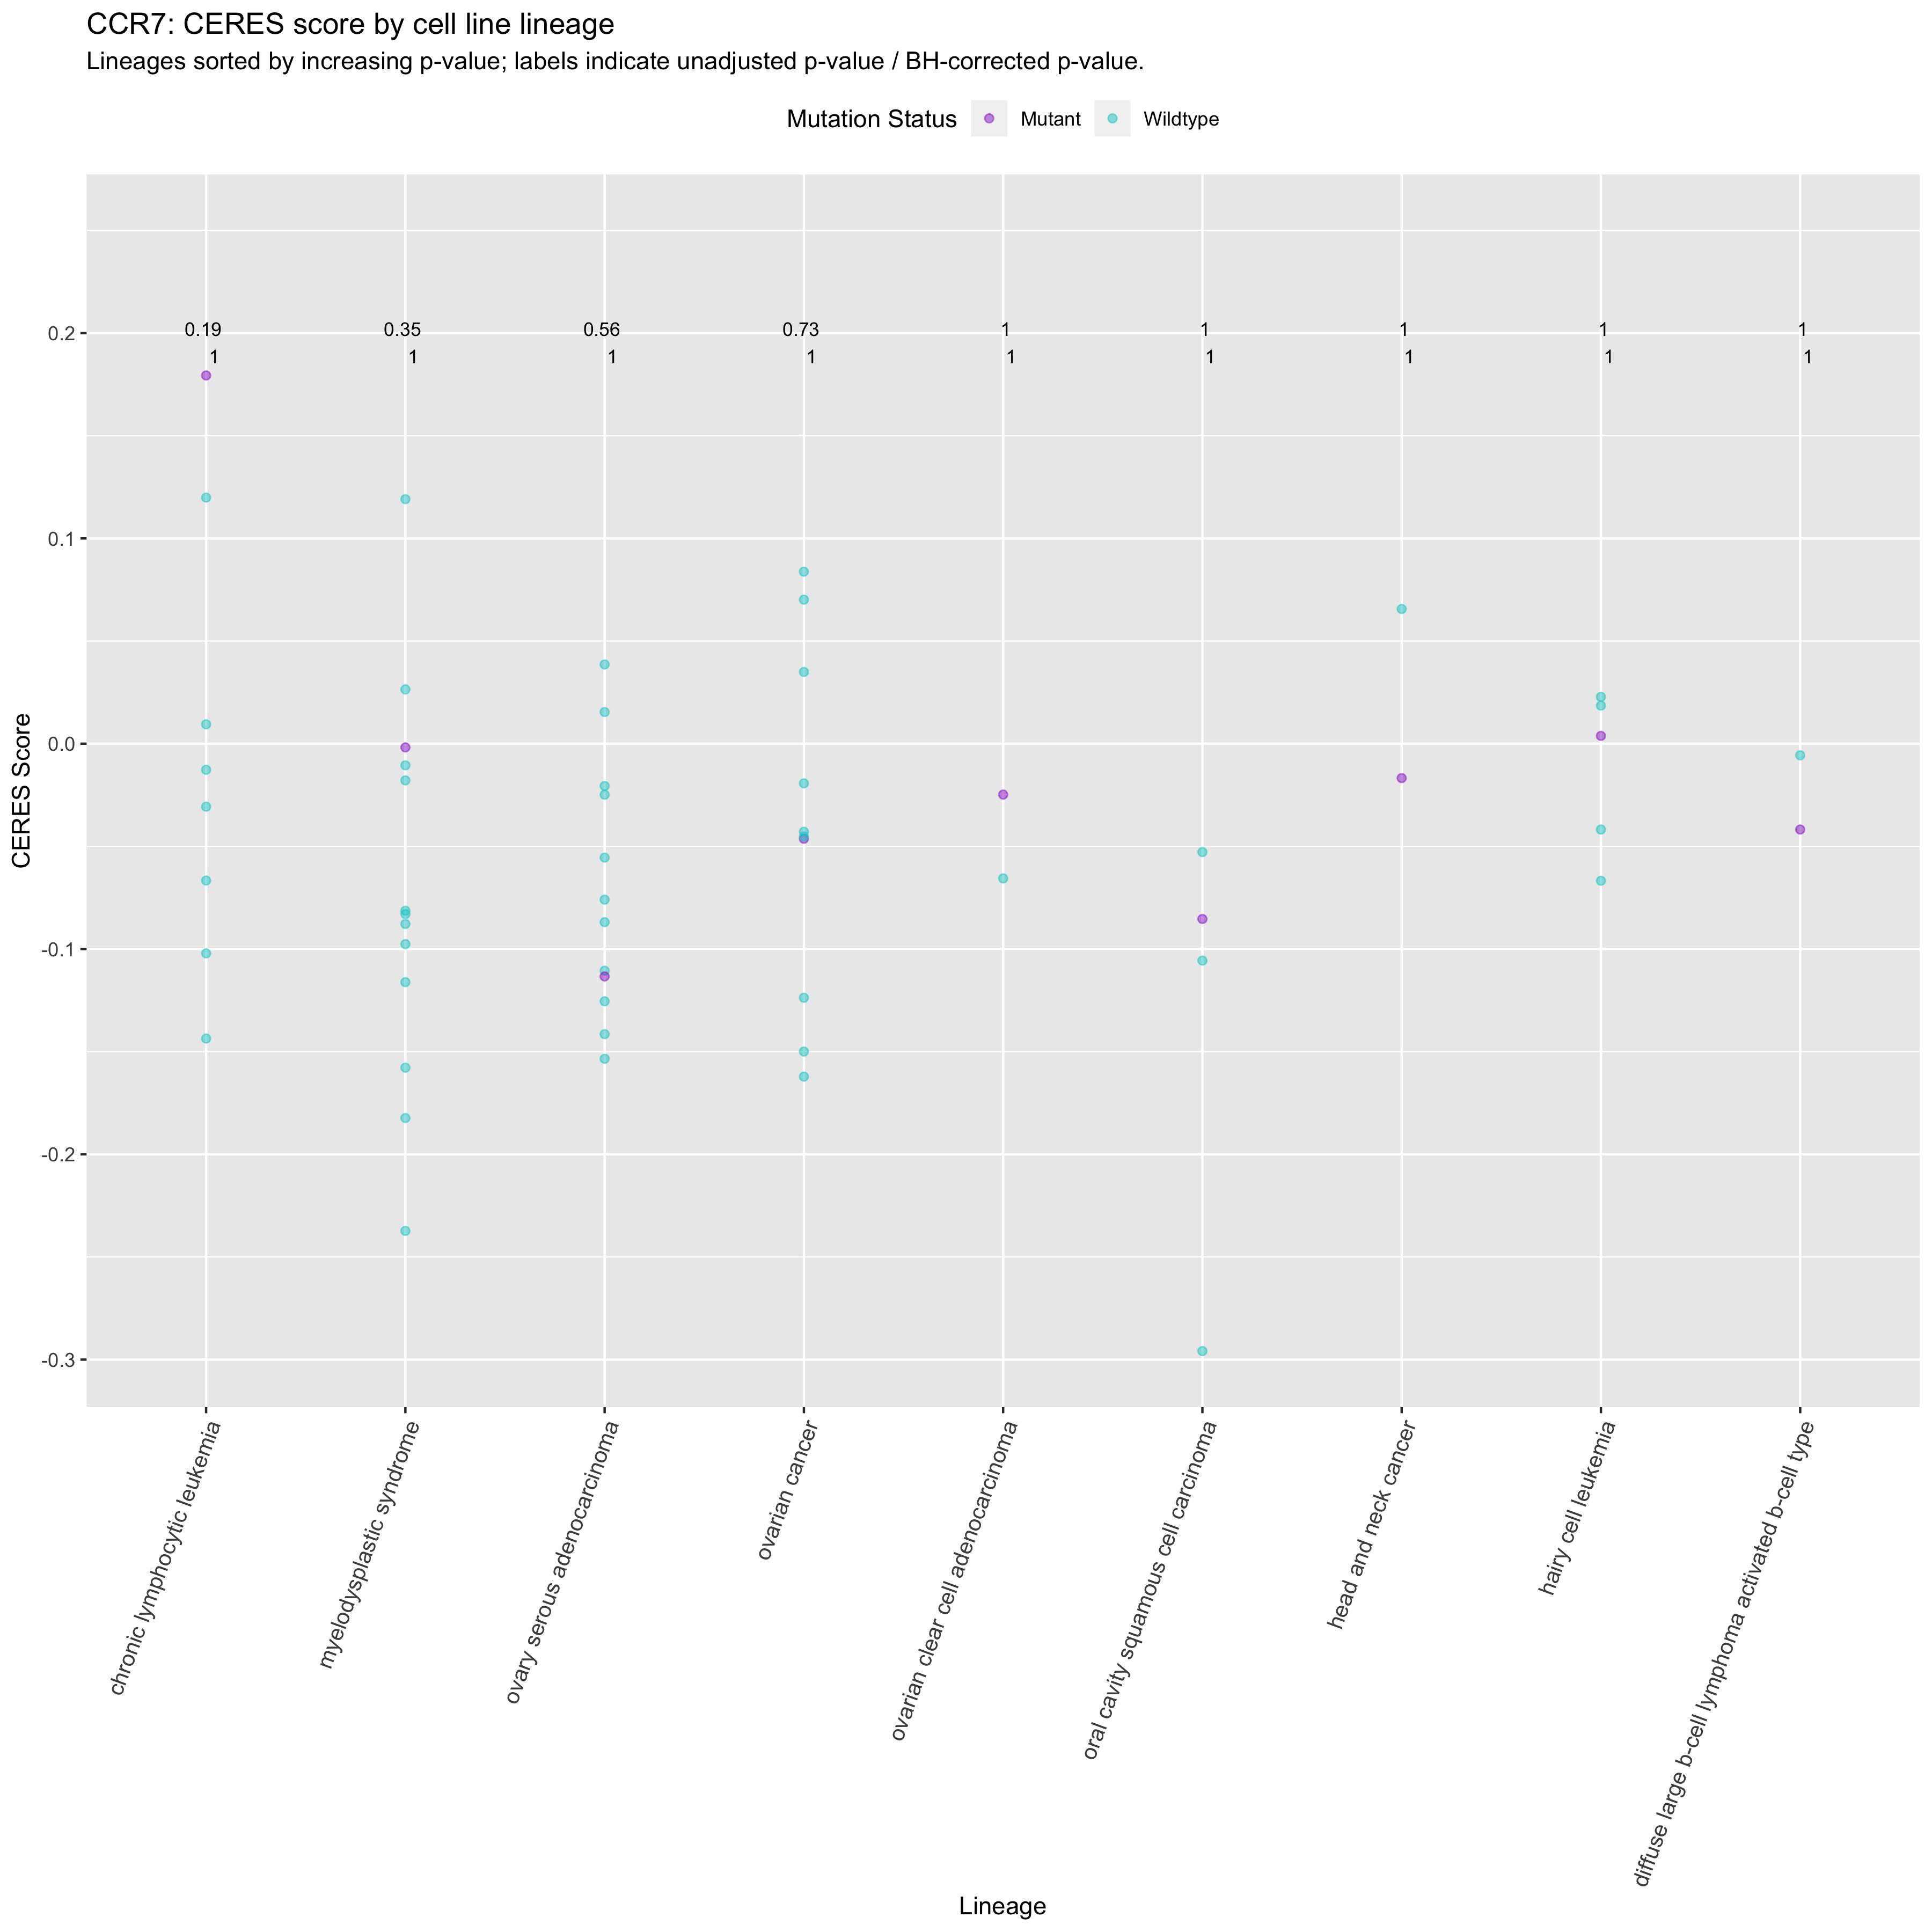 CCR7: CERES score by cell line lineage
Lineages sorted by increasing p-value; labels indicate unadjusted p-value / BH-corrected p-value.
Mutation Status Mutant Wildtype
0.19 0.35 0.56 0.73 1 1 1 1 1
1 1 1 1 1 1 1 1 1
0.2
0.1
0.0
-0.1
-0.2
-0.3
CERES Score
chronic lymphocytic leukemia
myelodysplastic syndrome
ovary serous adenocarcinoma
ovarian cancer
ovarian clear cell adenocarcinoma
oral cavity squamous cell carcinoma
head and neck cancer
hairy cell leukemia
diffuse large b-cell lymphoma activated b-cell type
Lineage